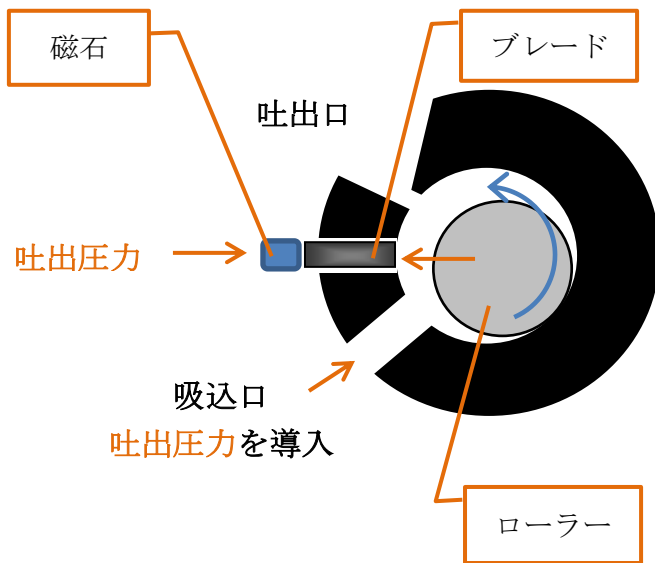 磁石
ブレード
吐出口
吐出圧力
吸込口
吐出圧力を導入
ローラー